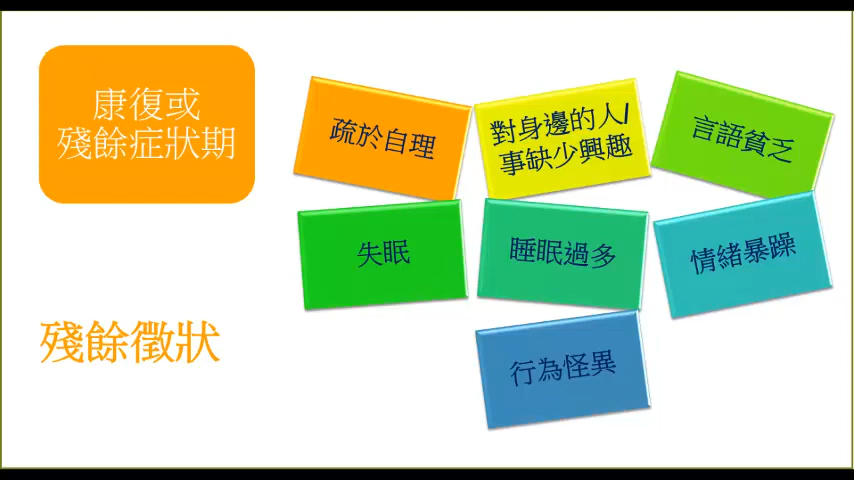 康復或
殘餘症狀期
疏於自理
對身邊的人/
事缺少興趣
言語貧乏
失眠
睡眠過多
情緒暴躁
殘餘徵狀
行為怪異